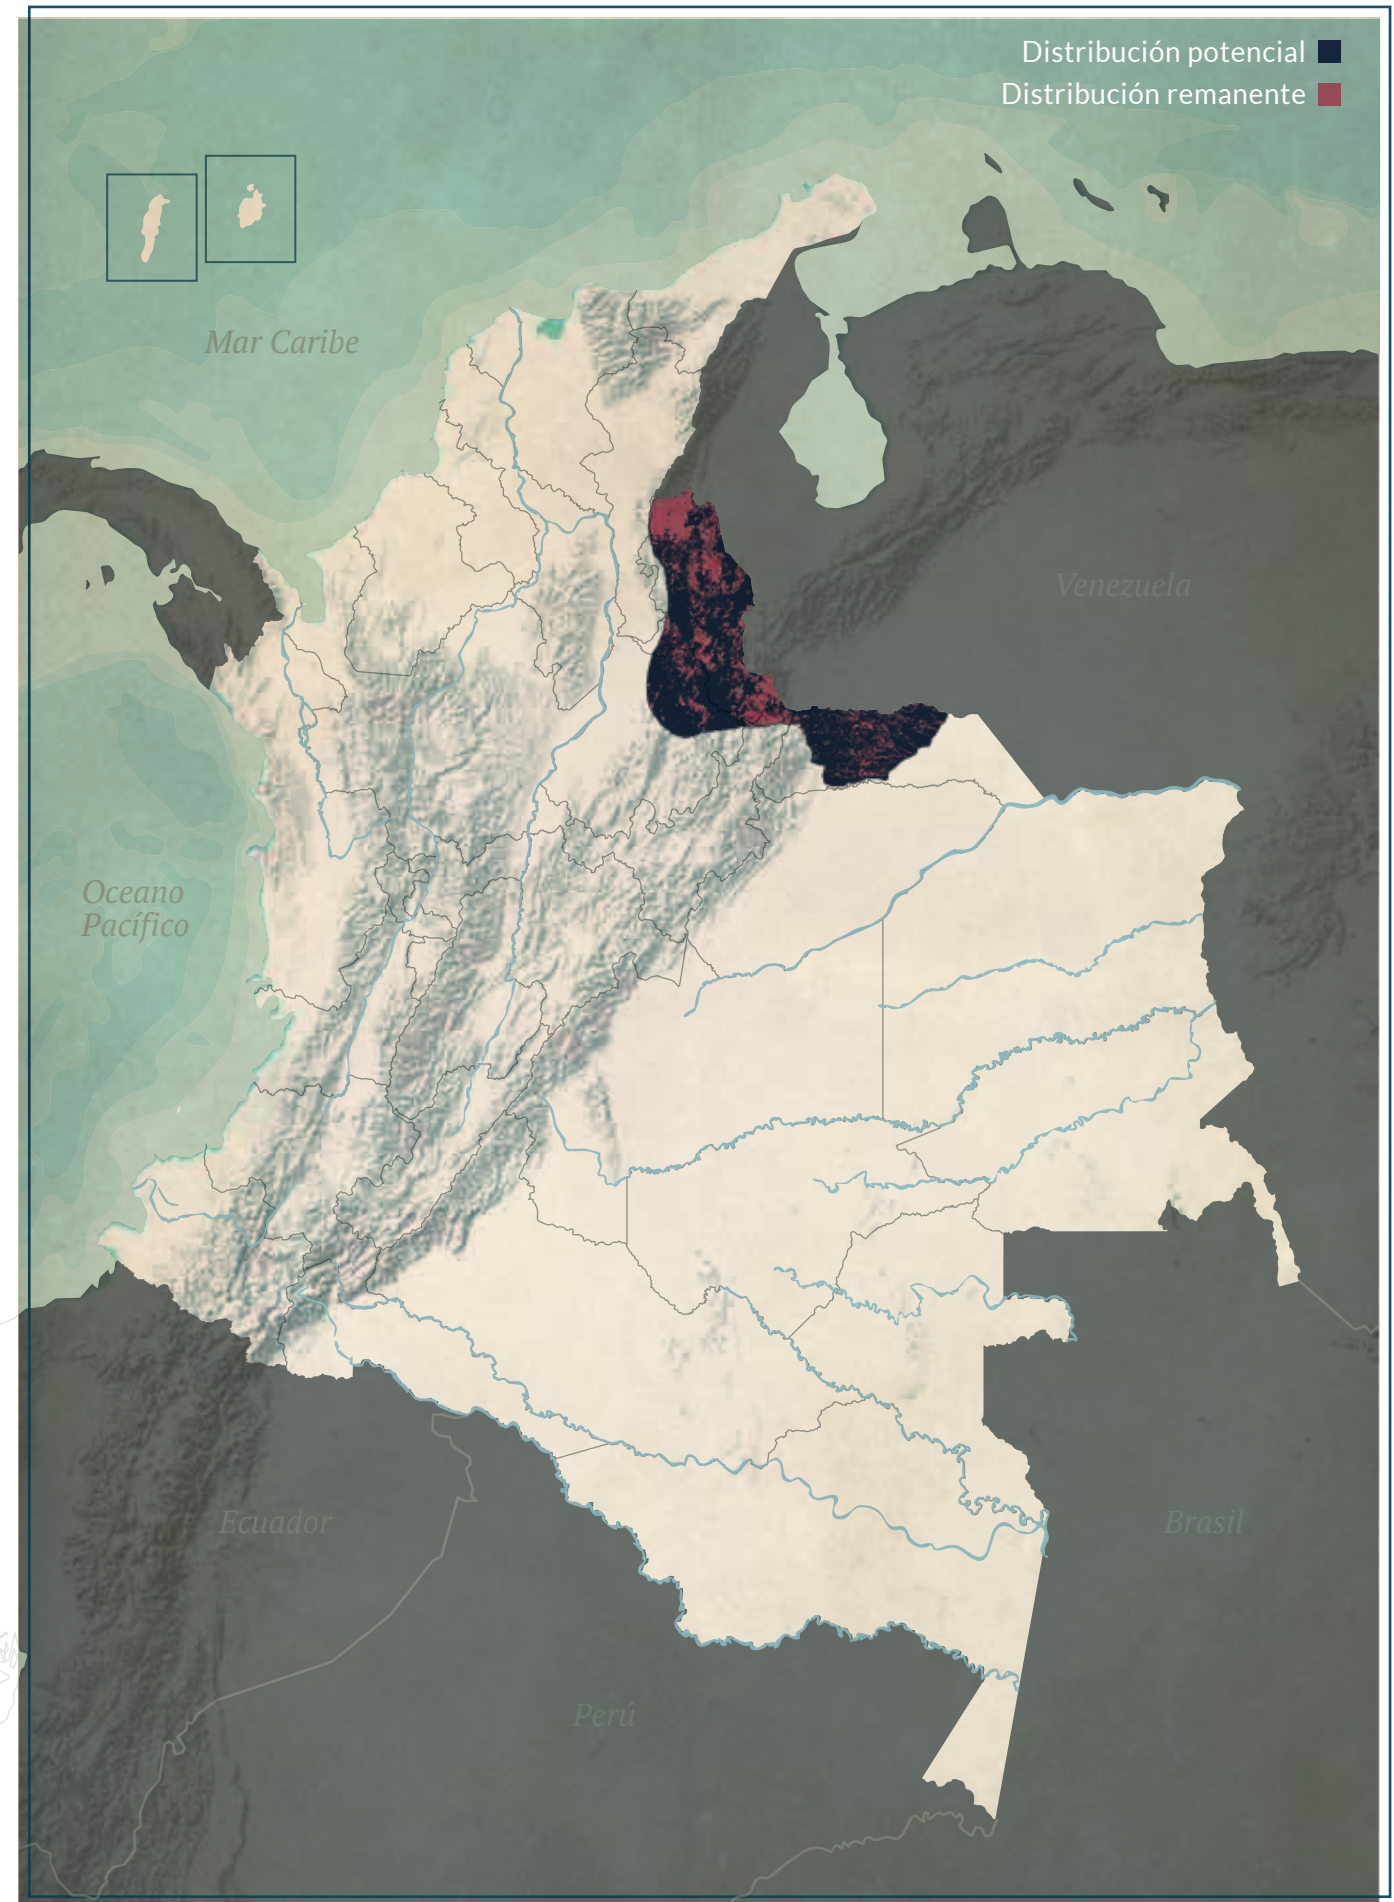 Distribución potencial
Distribución remanente
Mar Caribe
Venezuela
Oceano
Pacífico
Ecuador
Brasil
Perú